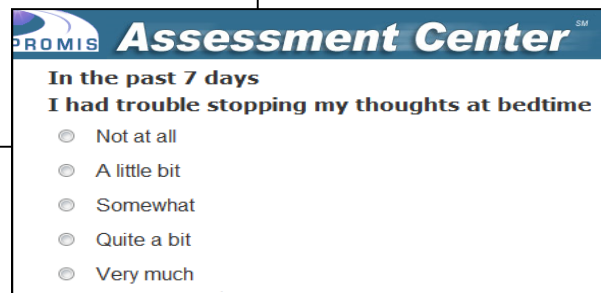 PROMIS Assessment Center SM
In the past 7 days
I had trouble stopping my thoughts at bedtime
Not at all
A little bit
Somewhat
Quite a bit
Very much